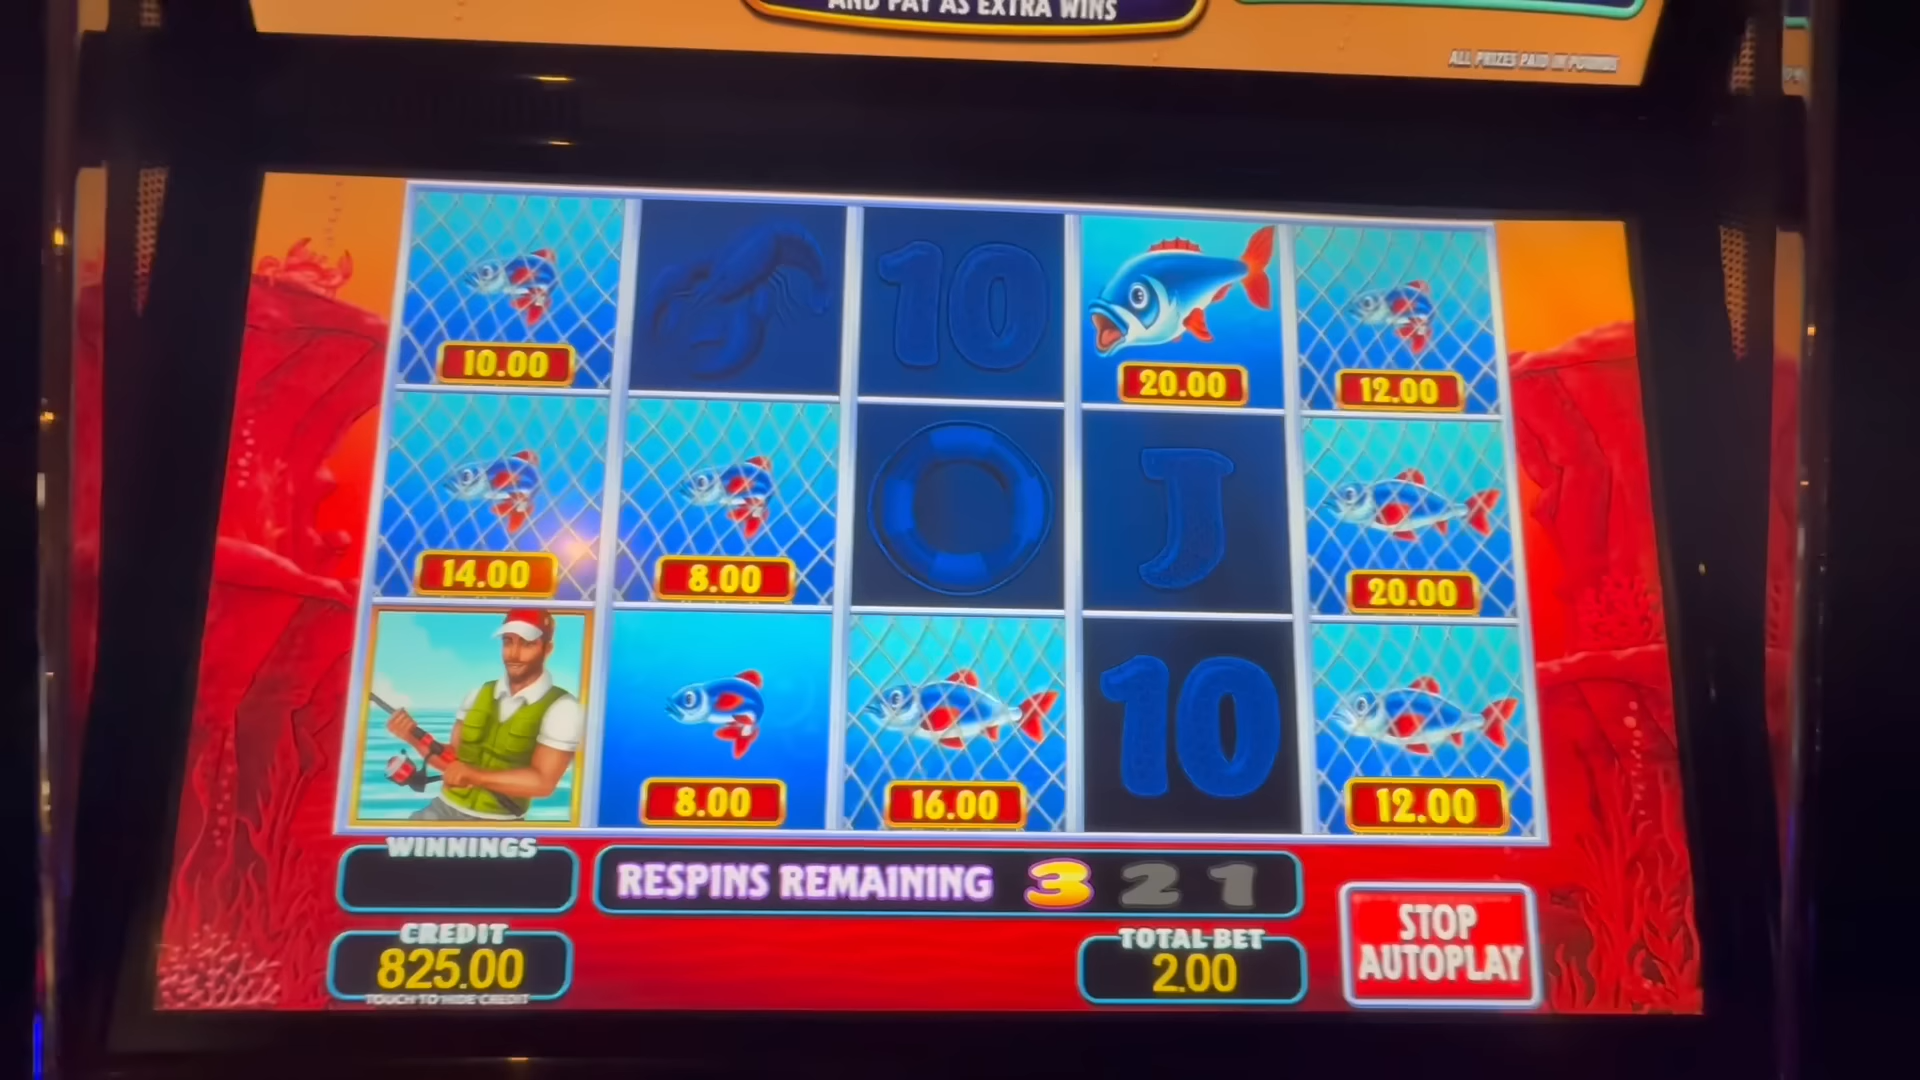 AND PAY AS EXTRA WINS
ALL PRIZES PAID IN POUNDS
10
10.00
20.00
12.00
J
14.00
8.00
20.00
10
8.00
16.00
12.00
WINNINGS
RESPINS REMAINING 3 2 1
CREDIT
825.00
TOUCH TO HIDE CREDIT
TOTAL BET
2.00
STOP
AUTOPLAY